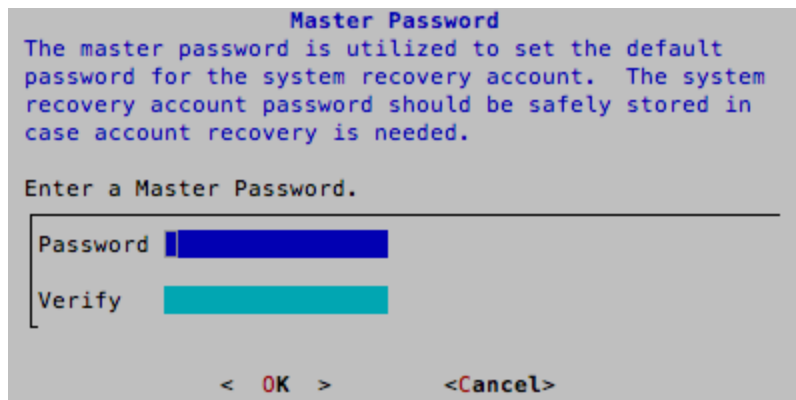 Master Password
The master password is utilized to set the default
password for the system recovery account.  The system
recovery account password should be safely stored in
case account recovery is needed.
Enter a Master Password.
Password
Verify
<  OK  > <Cancel>